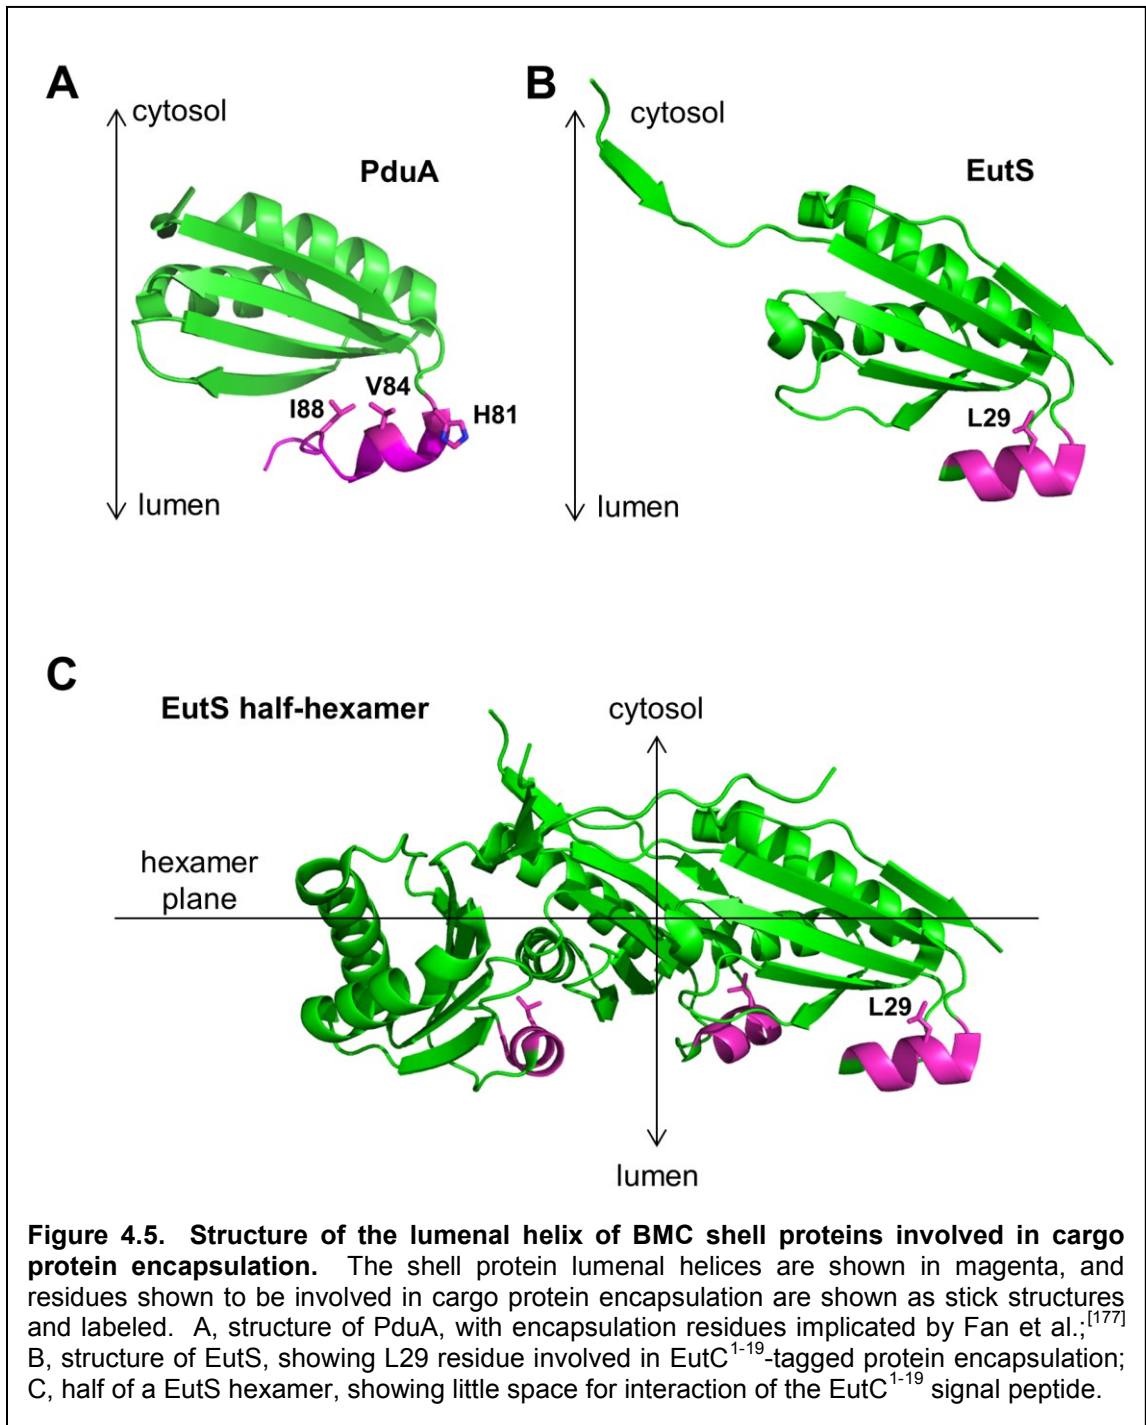 A
cytosol
PduA
I88
V84
H81
lumen
B
cytosol
EutS
L29
lumen
C
EutS half-hexamer
cytosol
hexamer
plane
L29
lumen
Figure 4.5. Structure of the lumenal helix of BMC shell proteins involved in cargo
protein encapsulation. The shell protein lumenal helices are shown in magenta, and
residues shown to be involved in cargo protein encapsulation are shown as stick structures
and labeled. A, structure of PduA, with encapsulation residues implicated by Fan et al.;[177]
B, structure of EutS, showing L29 residue involved in EutC1-19-tagged protein encapsulation;
C, half of a EutS hexamer, showing little space for interaction of the EutC1-19 signal peptide.